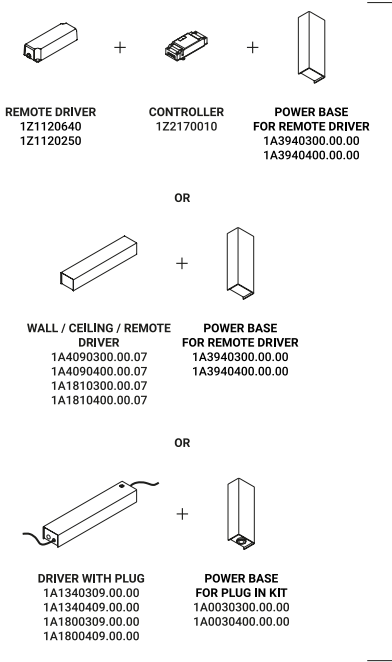 REMOTE DRIVER
1Z1120640
1Z1120250
CONTROLLER
1Z2170010
POWER BASE
FOR REMOTE DRIVER
1A3940300.00.00
1A3940400.00.00
OR
WALL / CEILING / REMOTE
DRIVER
1A4090300.00.07
1A4090400.00.07
1A1810300.00.07
1A1810400.00.07
POWER BASE
FOR REMOTE DRIVER
1A3940300.00.00
1A3940400.00.00
OR
DRIVER WITH PLUG
1A1340309.00.00
1A1340409.00.00
1A1800309.00.00
1A1800409.00.00
POWER BASE
FOR PLUG IN KIT
1A0030300.00.00
1A0030400.00.00